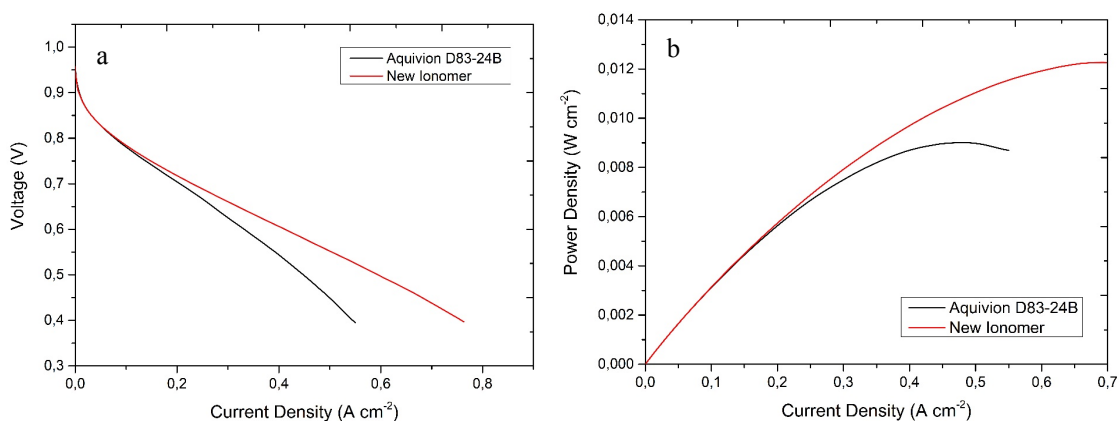 a
Aquivion D83-24B
New Ionomer
Voltage (V)
1,0
0,9
0,8
0,7
0,6
0,5
0,4
0,3
0,0
0,2
0,4
0,6
0,8
Current Density (A cm-2)
b
Power Density (W cm-2)
0,014
0,012
0,010
0,008
0,006
0,004
0,002
0,000
Aquivion D83-24B
New Ionomer
0,0
0,1
0,2
0,3
0,4
0,5
0,6
0,7
Current Density (A cm-2)